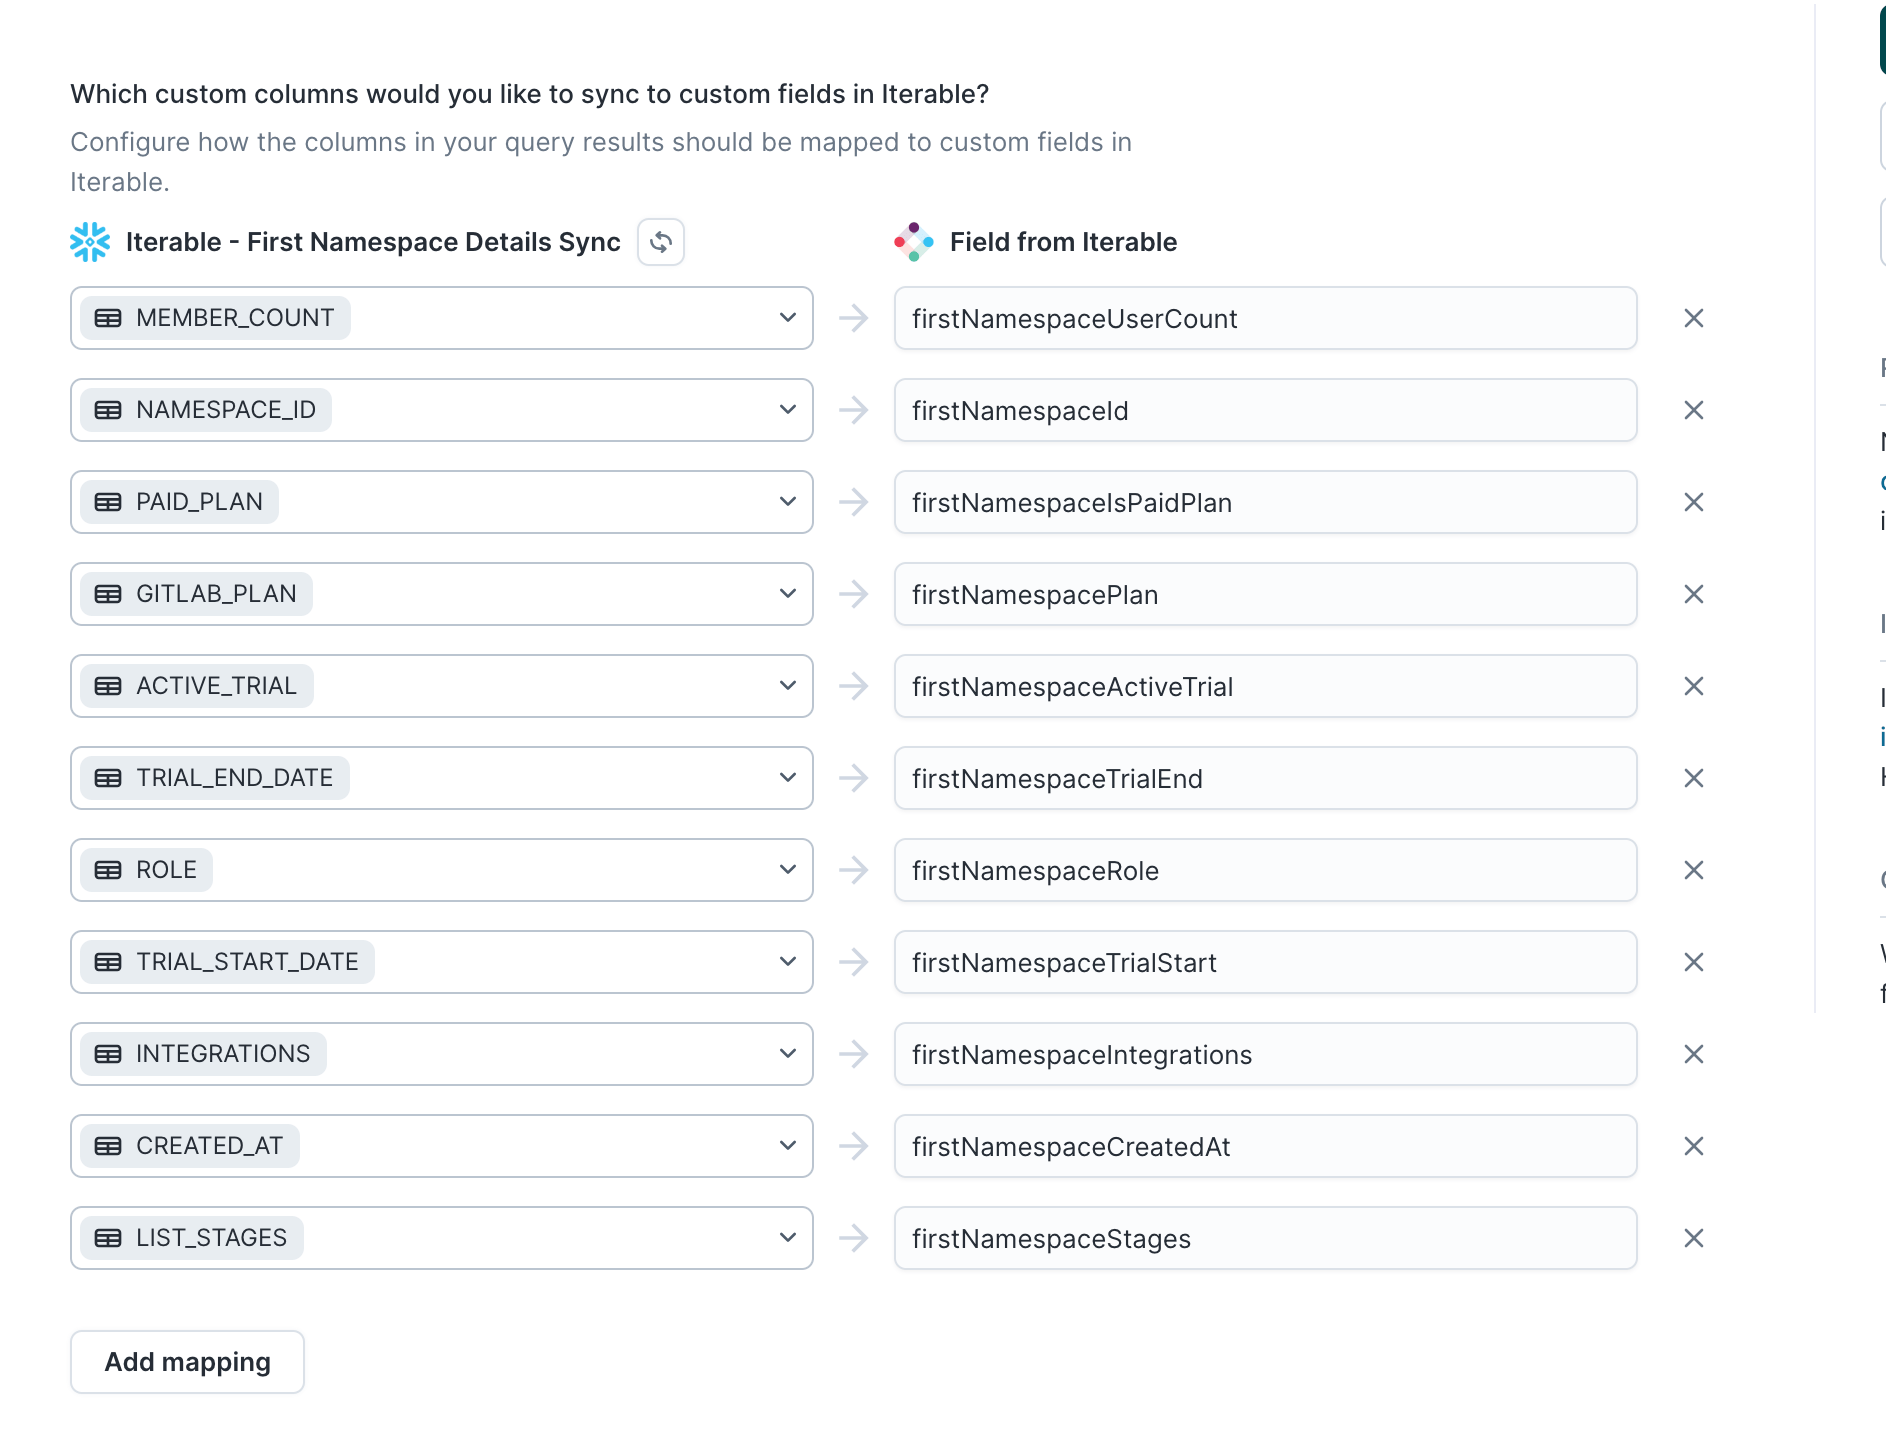 Which custom columns would you like to sync to custom fields in Iterable?
Configure how the columns in your query results should be mapped to custom fields in
Iterable.
Iterable - First Namespace Details Sync
Field from Iterable
MEMBER_COUNT
firstNamespaceUserCount
NAMESPACE_ID
firstNamespaceId
PAID_PLAN
firstNamespaceIsPaidPlan
GITLAB_PLAN
firstNamespacePlan
ACTIVE_TRIAL
firstNamespaceActiveTrial
TRIAL_END_DATE
firstNamespaceTrialEnd
ROLE
firstNamespaceRole
TRIAL_START_DATE
firstNamespaceTrialStart
INTEGRATIONS
firstNamespaceIntegrations
CREATED_AT
firstNamespaceCreatedAt
LIST_STAGES
firstNamespaceStages
Add mapping